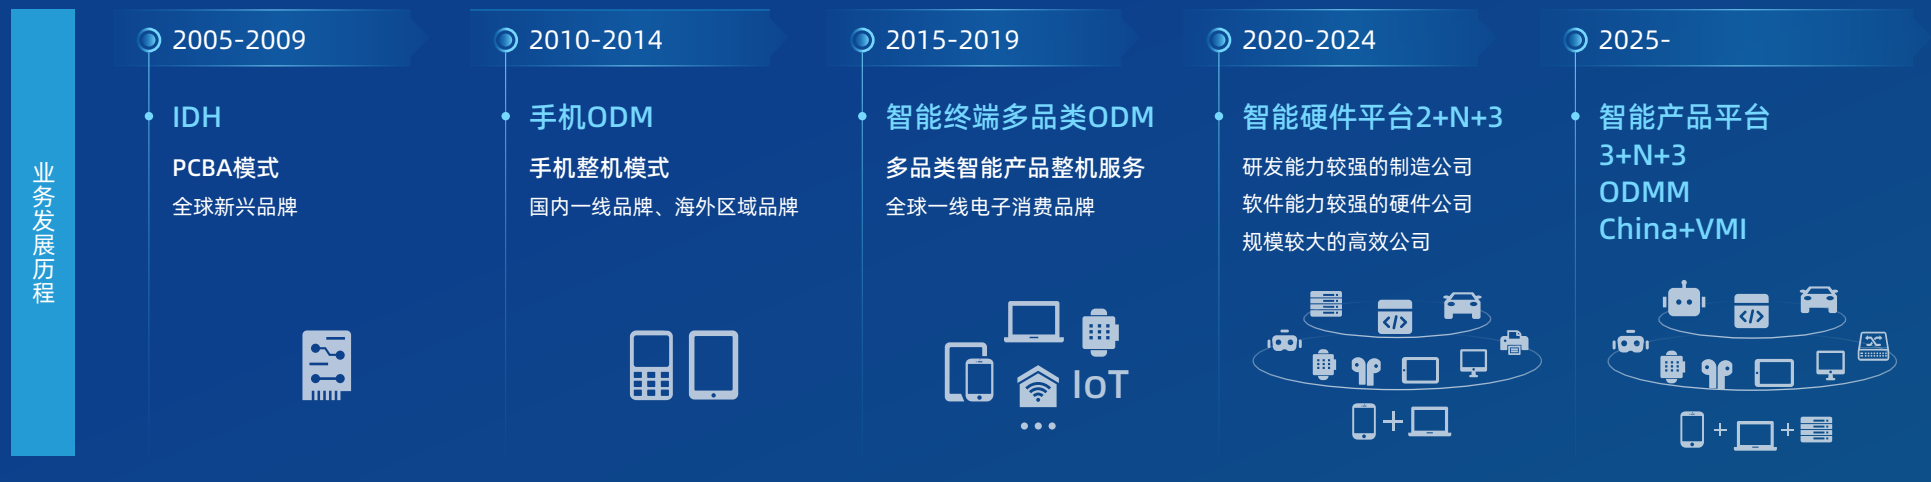 业务发展历程
2005-2009
IDH
PCBA模式
全球新兴品牌
2010-2014
手机ODM
手机整机模式
国内一线品牌、海外区域品牌
2015-2019
智能终端多品类ODM
多品类智能产品整机服务
全球一线电子消费品牌
IoT
2020-2024
智能硬件平台2+N+3
研发能力较强的制造公司
软件能力较强的硬件公司
规模较大的高效公司
2025-
智能产品平台
3+N+3
ODMM
China+VMI